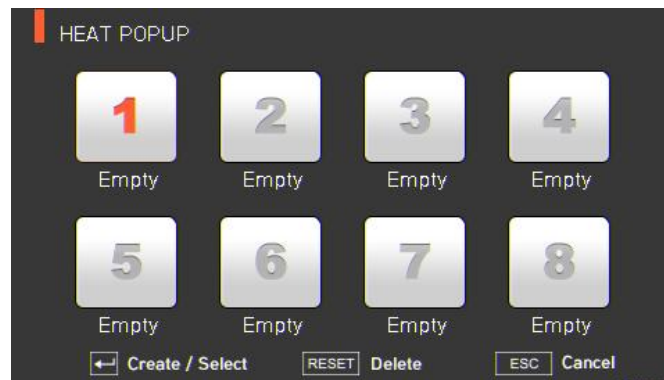 HEAT POPUP
1 2 3 4
Empty Empty Empty Empty
5 6 7 8
Empty Empty Empty Empty
Create / Select RESET Delete ESC Cancel